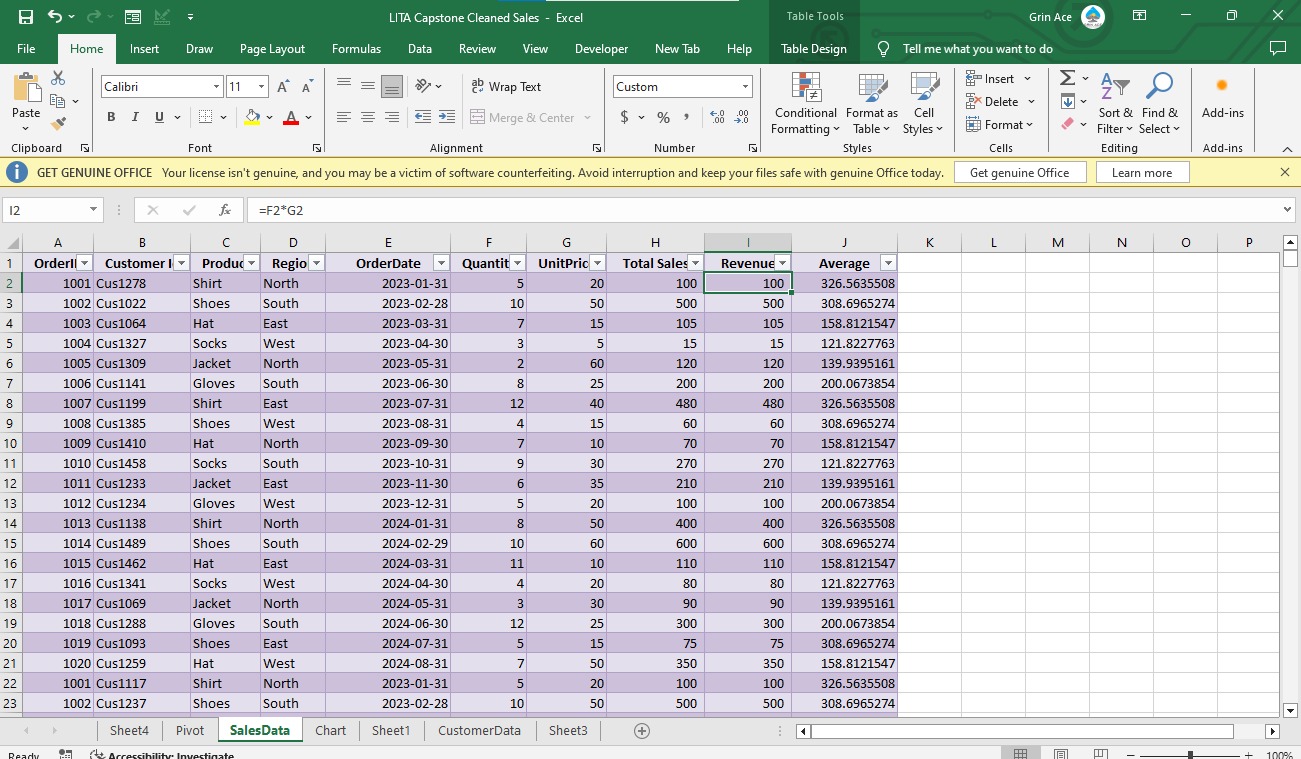 LITA Capstone Cleaned Sales - Excel
Table Tools
Grin Ace
File Home Insert Draw Page Layout Formulas Data Review View Developer New Tab Help Table Design Tell me what you want to do
Paste
Calibri 11
B I U A A A
ab Wrap Text
Merge & Center
Custom
$ % ,
Conditional Formatting
Format as Table
Cell Styles
Insert
Delete
Format
Sort & Filter
Find & Select
Add-ins
Clipboard Font Alignment Number Styles Cells Editing Add-ins
GET GENUINE OFFICE Your license isn't genuine, and you may be a victim of software counterfeiting. Avoid interruption and keep your files safe with genuine Office today. Get genuine Office Learn more
I2 fx =F2*G2
A B C D E F G H I J K L M N O P
1 OrderI Customer I Produc Regio OrderDate Quantit UnitPric Total Sales Revenue Average
2 1001 Cus1278 Shirt North 2023-01-31 5 20 100 100 326.5635508
3 1002 Cus1022 Shoes South 2023-02-28 10 50 500 500 308.6965274
4 1003 Cus1064 Hat East 2023-03-31 7 15 105 105 158.8121547
5 1004 Cus1327 Socks West 2023-04-30 3 5 15 15 121.8227763
6 1005 Cus1309 Jacket North 2023-05-31 2 60 120 120 139.9395161
7 1006 Cus1141 Gloves South 2023-06-30 8 25 200 200 200.0673854
8 1007 Cus1199 Shirt East 2023-07-31 12 40 480 480 326.5635508
9 1008 Cus1385 Shoes West 2023-08-31 4 15 60 60 308.6965274
10 1009 Cus1410 Hat North 2023-09-30 7 10 70 70 158.8121547
11 1010 Cus1458 Socks South 2023-10-31 9 30 270 270 121.8227763
12 1011 Cus1233 Jacket East 2023-11-30 6 35 210 210 139.9395161
13 1012 Cus1234 Gloves West 2023-12-31 5 20 100 100 200.0673854
14 1013 Cus1138 Shirt North 2024-01-31 8 50 400 400 326.5635508
15 1014 Cus1489 Shoes South 2024-02-29 10 60 600 600 308.6965274
16 1015 Cus1462 Hat East 2024-03-31 11 10 110 110 158.8121547
17 1016 Cus1341 Socks West 2024-04-30 4 20 80 80 121.8227763
18 1017 Cus1069 Jacket North 2024-05-31 3 30 90 90 139.9395161
19 1018 Cus1288 Gloves South 2024-06-30 12 25 300 300 200.0673854
20 1019 Cus1093 Shoes East 2024-07-31 5 15 75 75 308.6965274
21 1020 Cus1259 Hat West 2024-08-31 7 50 350 350 158.8121547
22 1001 Cus1117 Shirt North 2023-01-31 5 20 100 100 326.5635508
23 1002 Cus1237 Shoes South 2023-02-28 10 50 500 500 308.6965274
Sheet4 Pivot SalesData Chart Sheet1 CustomerData Sheet3
Ready Accessibility: Investigate 100%